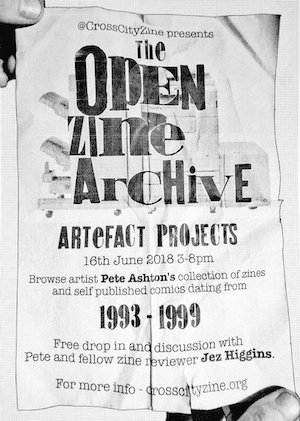 @CrossCityZine presents
The
OPEN
ZINE
ARCHIVE
ARTEFACT PROJECTS
16th June 2018 3-8pm
Browse artist Pete Ashton's collection of zines
and self published comics dating from
1993-1999
Free drop in and discussion with
Pete and fellow zine reviewer Jez Higgins.
For more info - crosscityzine.org